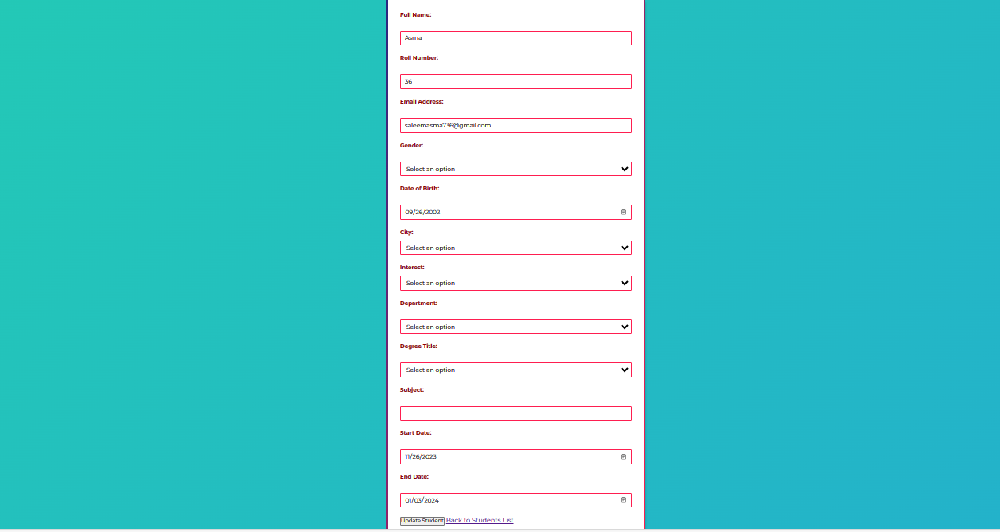 Full Name:
Asma
Roll Number:
36
Email Address:
saleemasma736@gmail.com
Gender:
Select an option
Date of Birth:
09/26/2002
City:
Select an option
Interest:
Select an option
Department:
Select an option
Degree Title:
Select an option
Subject:
Start Date:
11/26/2023
End Date:
01/03/2024
Update Student Back to Students List